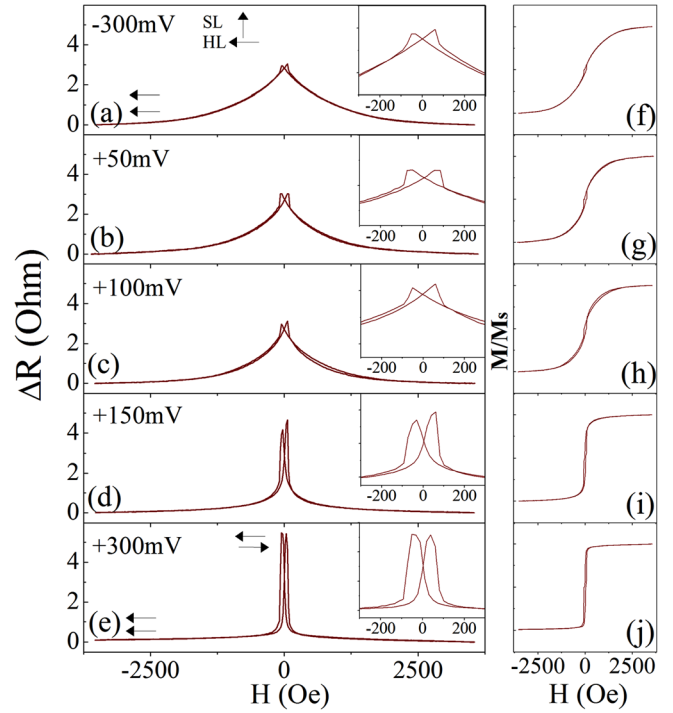 -300mV
SL
HL
4
2
0
(a)
-200 0 200
(f)
+50mV
4
2
0
(b)
-200 0 200
(g)
+100mV
4
2
0
(c)
-200 0 200
(h)
+150mV
4
2
0
(d)
-200 0 200
(i)
+300mV
4
2
0
(e)
-200 0 200
(j)
ΔR (Ohm)
M/Ms
-2500 0 2500
H (Oe)
-2500 0 2500
H (Oe)